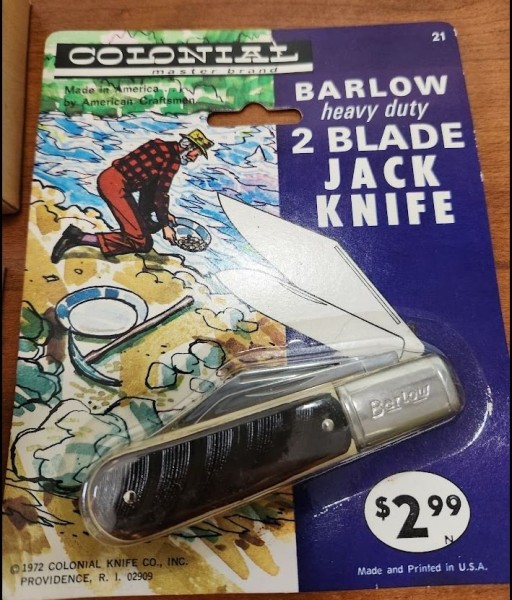 21
COLONIAL
master brand
Made in America . . .
by American Craftsmen
BARLOW
heavy duty
2 BLADE
JACK
KNIFE
Barlow
$2.99
N
© 1972 COLONIAL KNIFE CO., INC.
PROVIDENCE, R. I. 02909
Made and Printed in U.S.A.